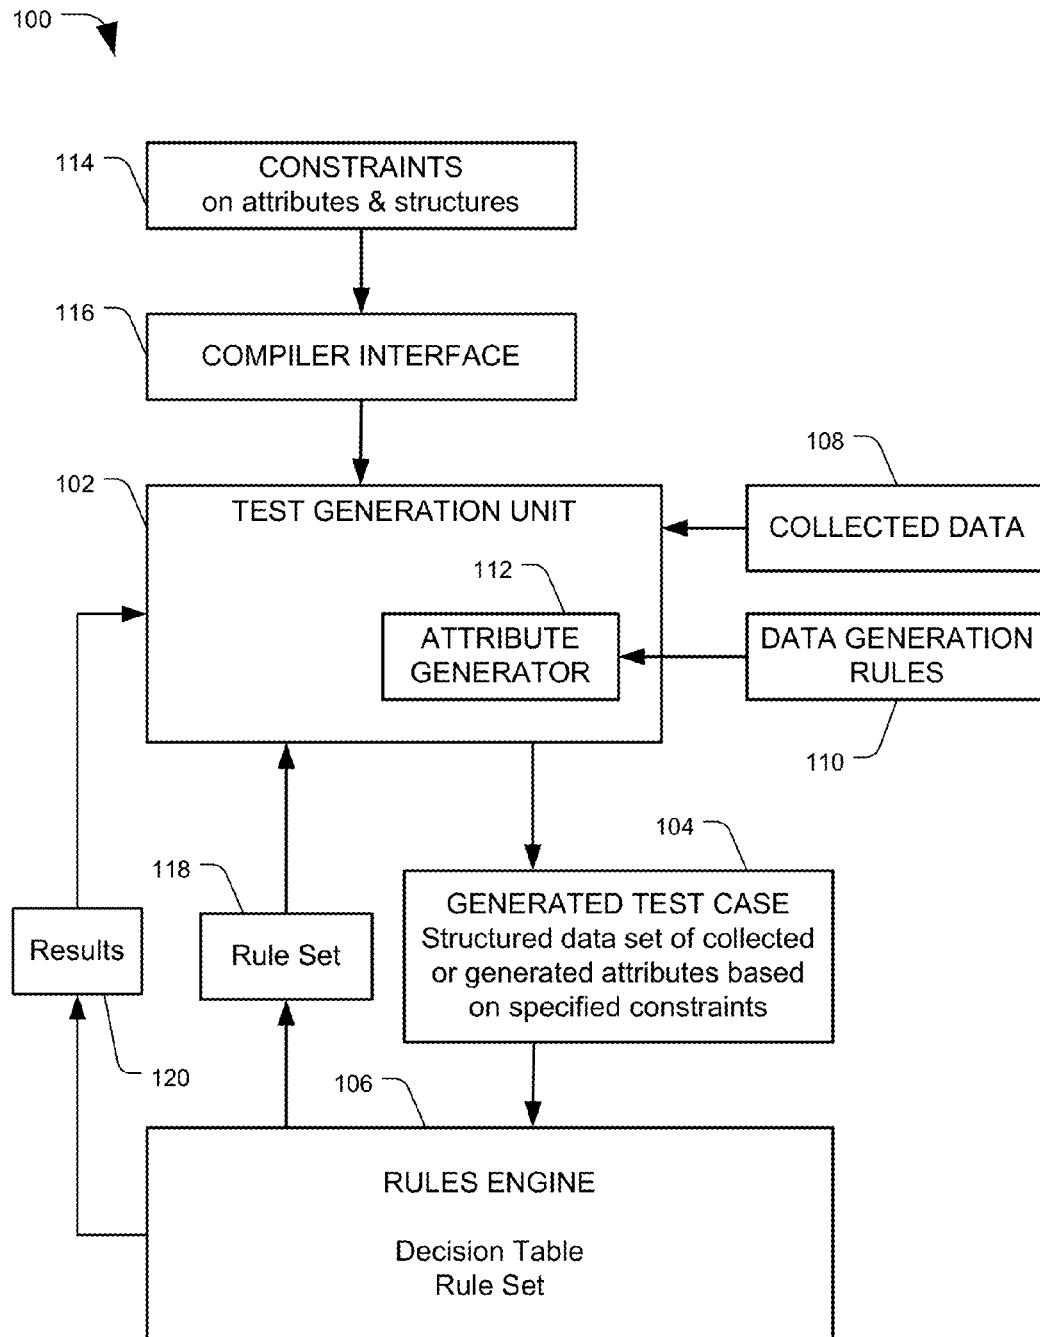 100
114
CONSTRAINTS
on attributes & structures
116
COMPILER INTERFACE
102
TEST GENERATION UNIT
108
COLLECTED DATA
112
ATTRIBUTE
GENERATOR
DATA GENERATION
RULES
110
104
118
GENERATED TEST CASE
Structured data set of collected
or generated attributes based
on specified constraints
Results
Rule Set
120
106
RULES ENGINE
Decision Table
Rule Set